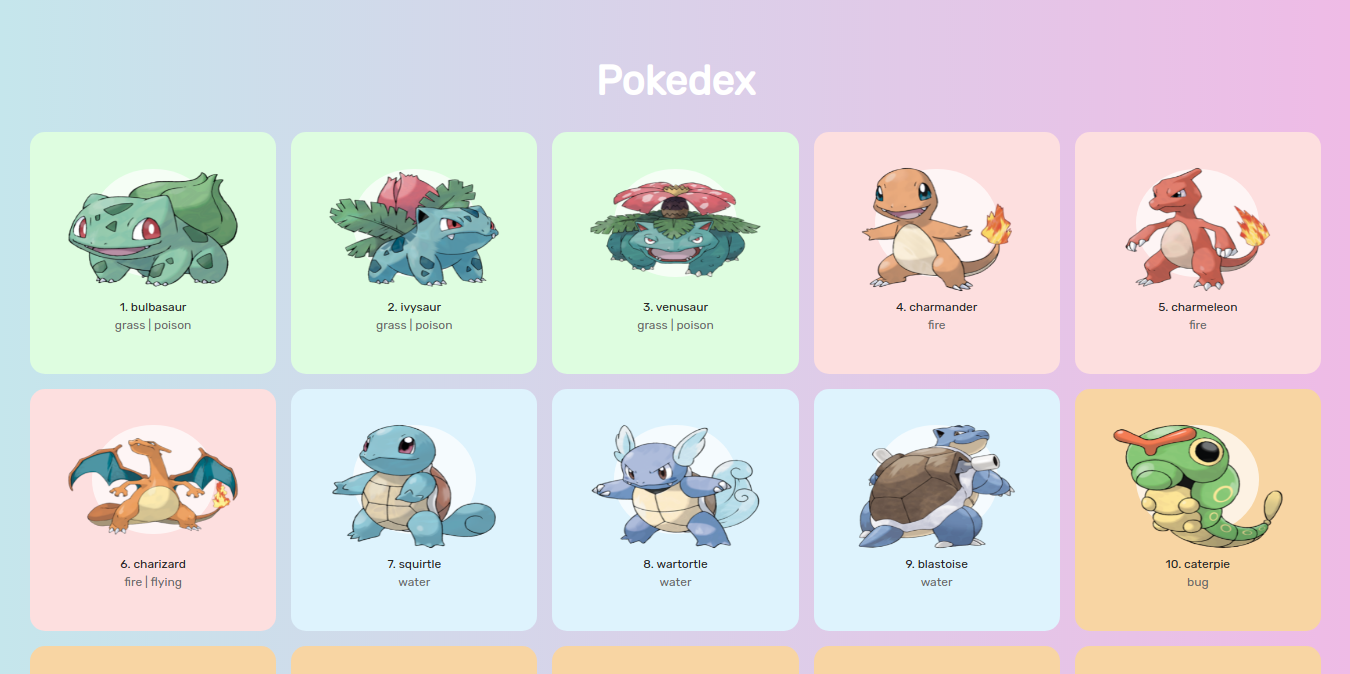 Pokedex
1. bulbasaur
grass | poison
2. ivysaur
grass | poison
3. venusaur
grass | poison
4. charmander
fire
5. charmeleon
fire
6. charizard
fire | flying
7. squirtle
water
8. wartortle
water
9. blastoise
water
10. caterpie
bug